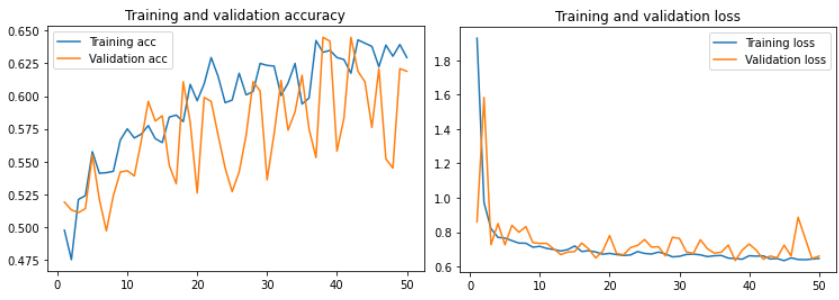 Training and validation accuracy
Training acc
Validation acc
0.650
0.625
0.600
0.575
0.550
0.525
0.500
0.475
0 10 20 30 40 50
Training and validation loss
Training loss
Validation loss
1.8
1.6
1.4
1.2
1.0
0.8
0.6
0 10 20 30 40 50